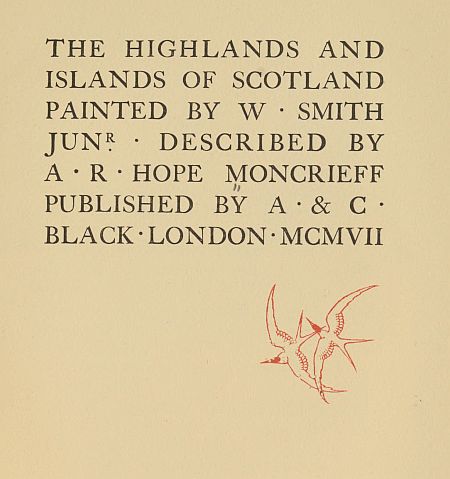 THE HIGHLANDS AND
ISLANDS OF SCOTLAND
PAINTED BY W · SMITH
JUNR. · DESCRIBED BY
A · R · HOPE MONCRIEFF
PUBLISHED BY A · & C ·
BLACK · LONDON · MCMVII